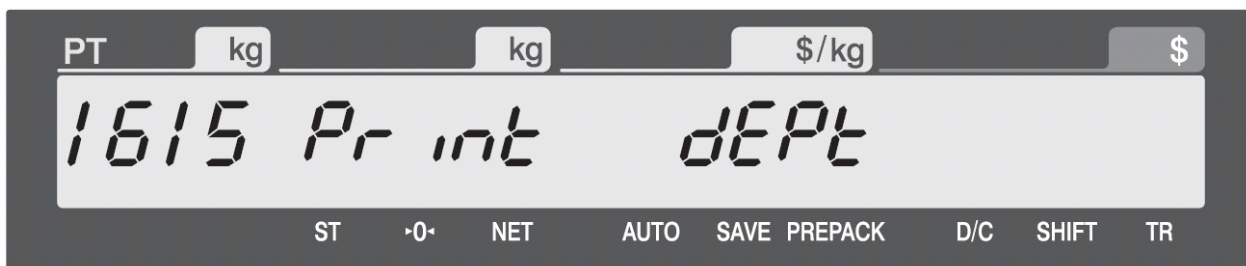 PT kg kg $/kg $
1615 Print dEPt
ST ▸0◂ NET AUTO SAVE PREPACK D/C SHIFT TR